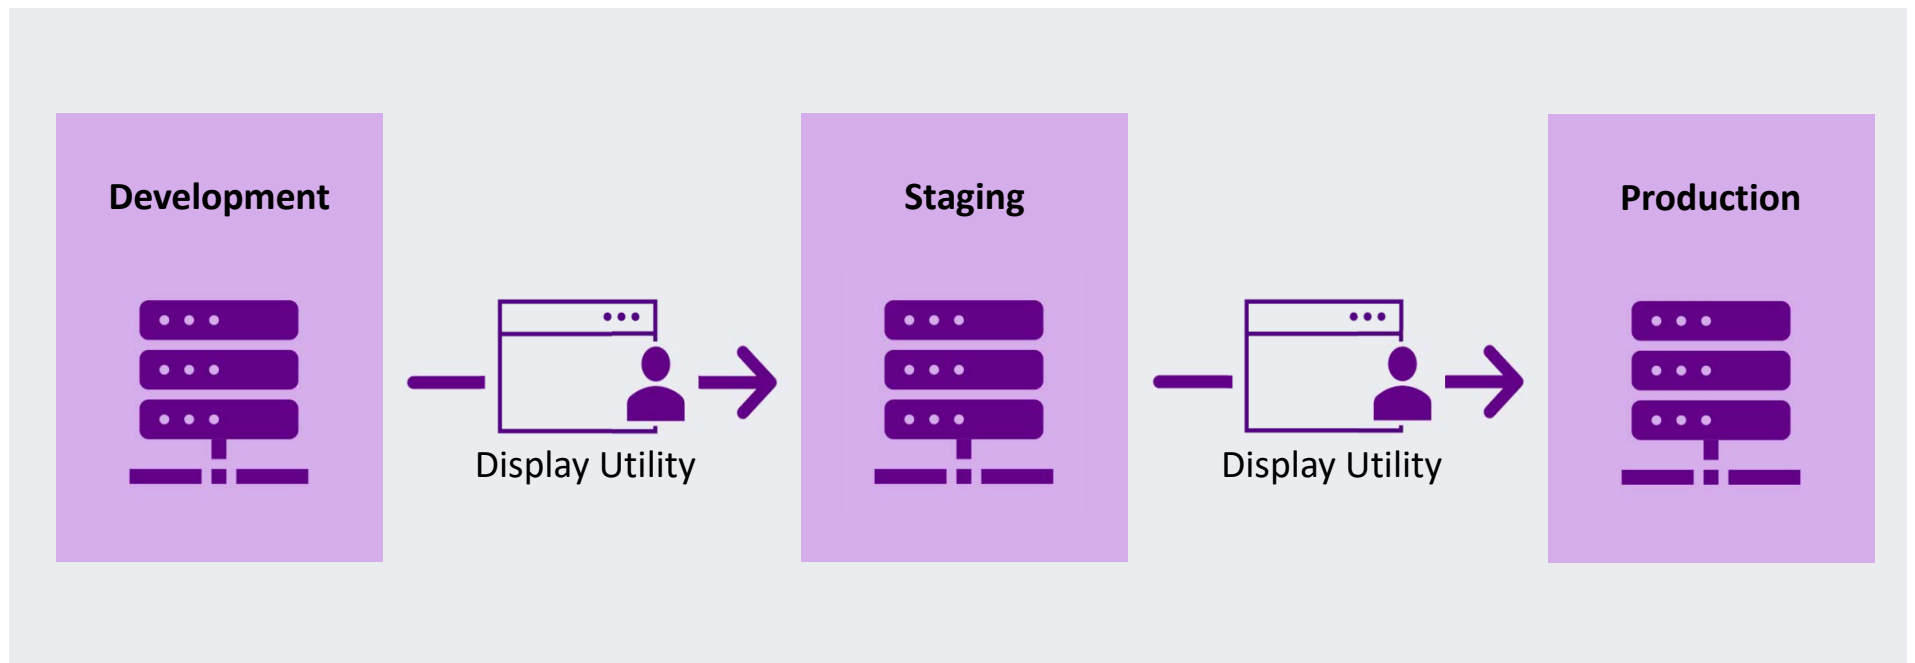 Development
Staging
Production
Display Utility
Display Utility